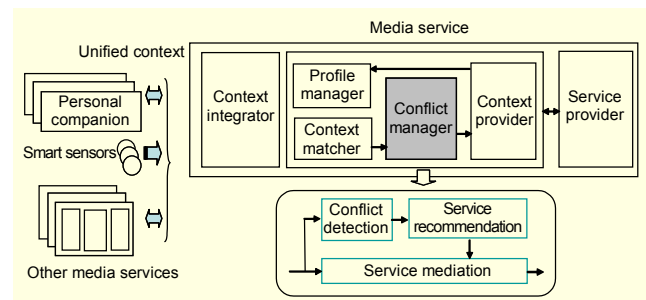 Media service
Unified context
Personal
companion
Smart sensors
Other media services
Context
integrator
Profile
manager
Context
matcher
Conflict
manager
Context
provider
Service
provider
Conflict
detection
Service
recommendation
Service mediation